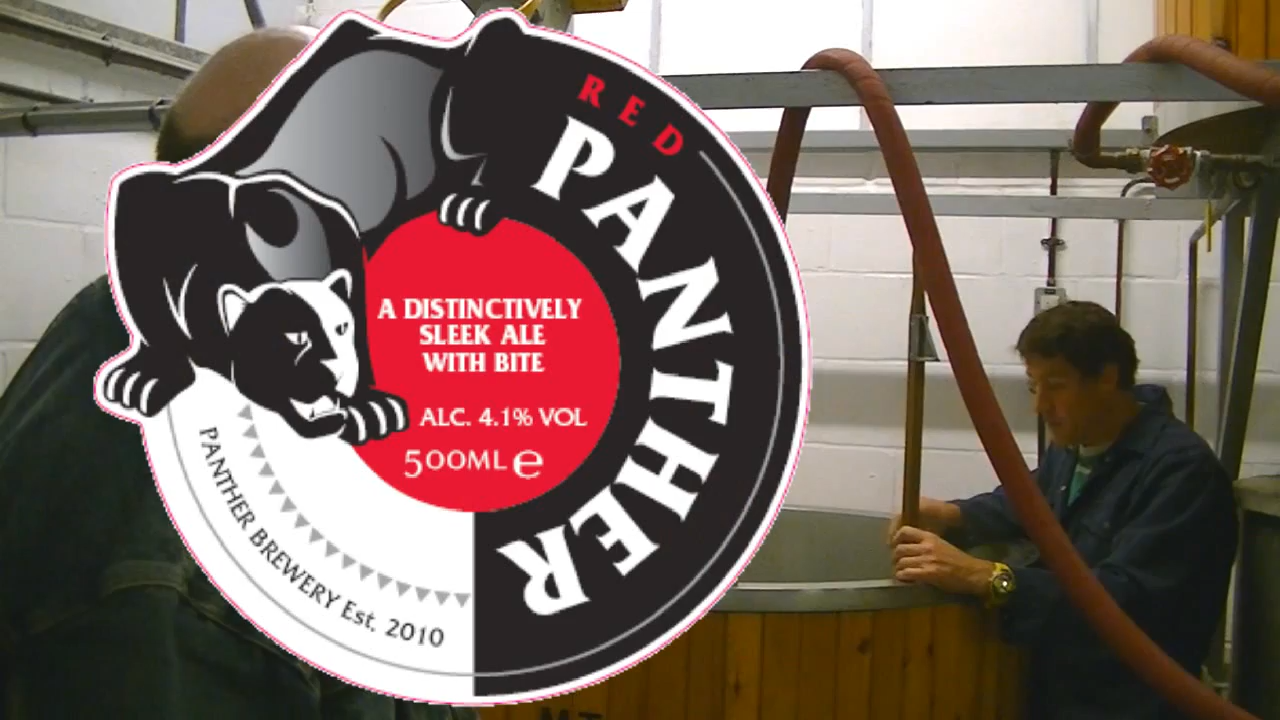 RED
PANTHER
A DISTINCTIVELY
SLEEK ALE
WITH BITE
ALC. 4.1% VOL
500ML e
PANTHER BREWERY Est. 2010